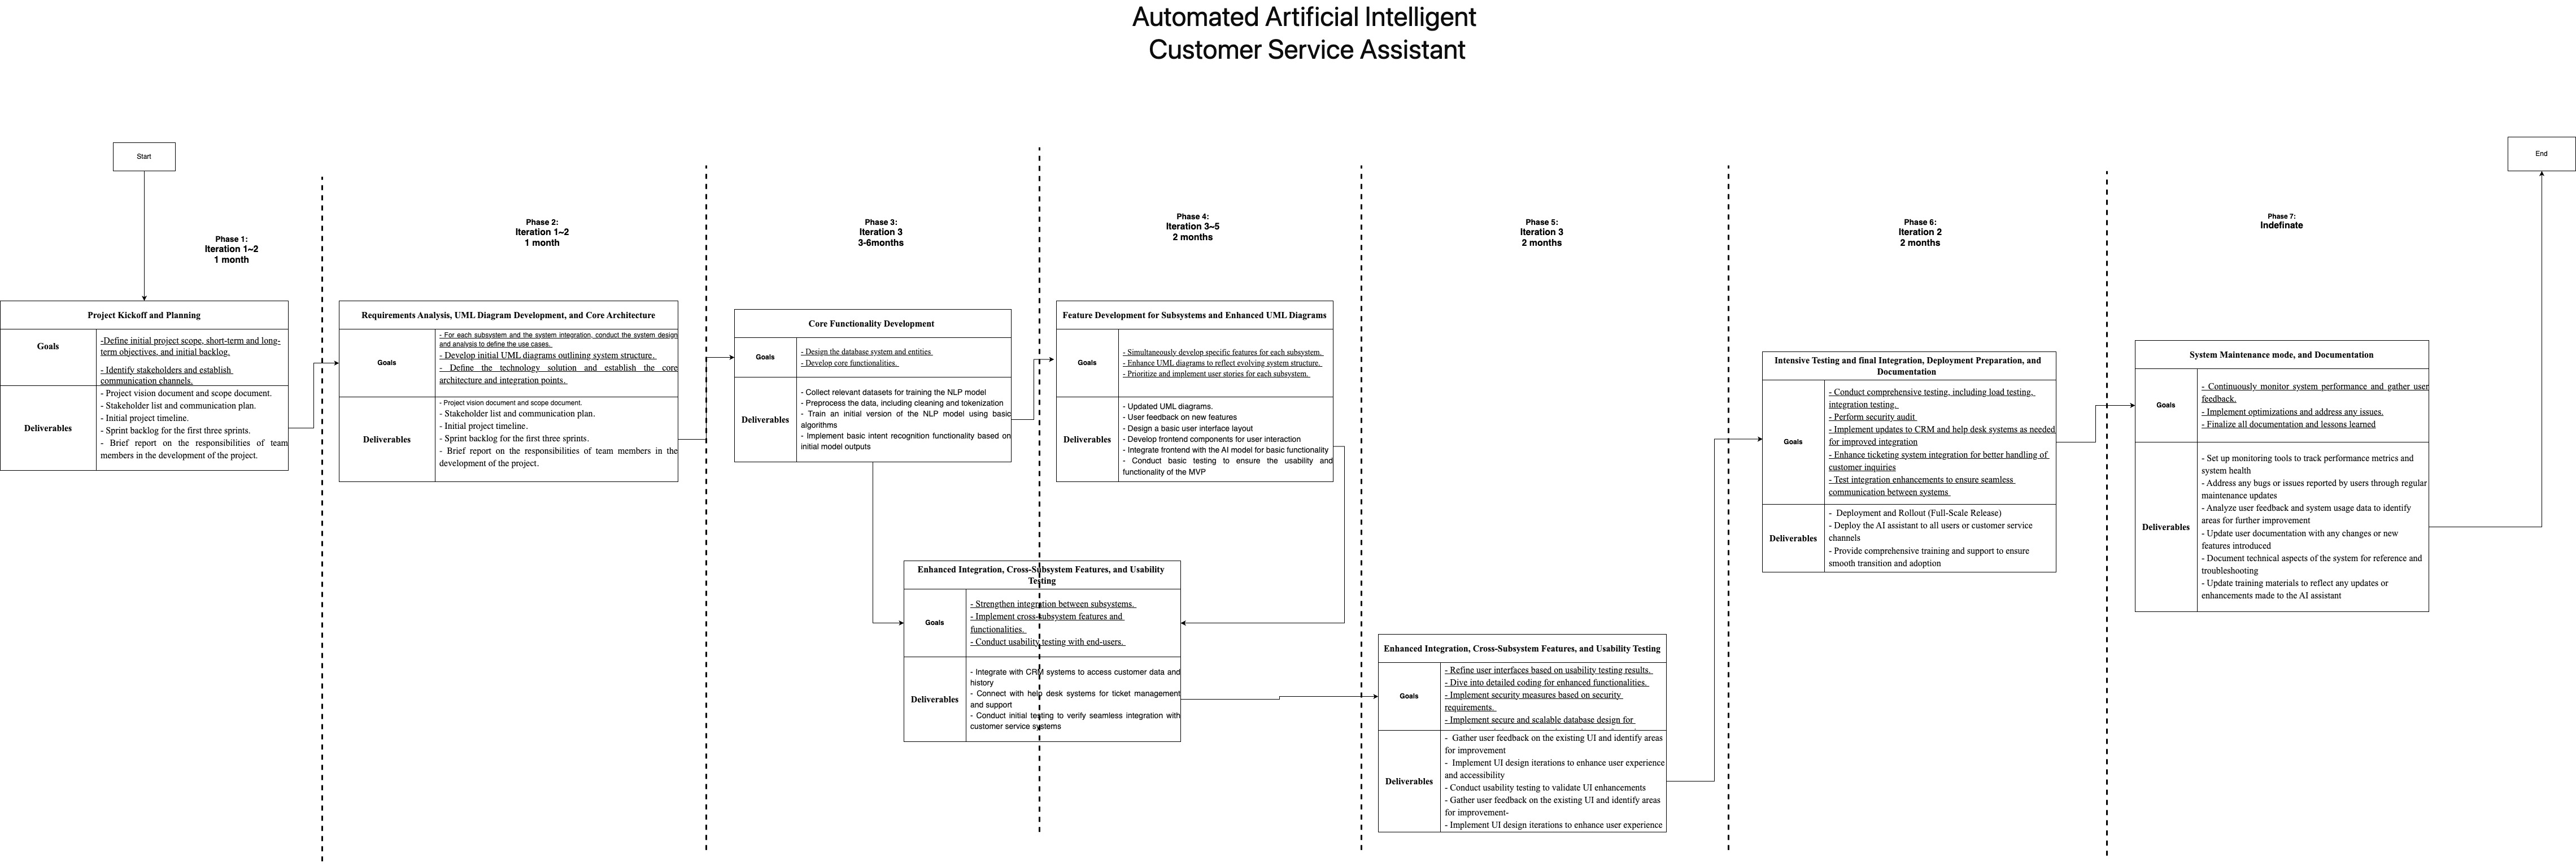 Automated Artificial Intelligent
Customer Service Assistant
Start
End
Phase 1:
Iteration 1~2
1 month
Phase 2:
Iteration 1~2
1 month
Phase 3:
Iteration 3
3-6months
Phase 4:
Iteration 3~5
2 months
Phase 5:
Iteration 3
2 months
Phase 6:
Iteration 2
2 months
Phase 7:
Indefinate
Project Kickoff and Planning
Goals
-Define initial project scope, short-term and long-
term objectives, and initial backlog.
- Identify stakeholders and establish
communication channels.
Deliverables
- Project vision document and scope document.
- Stakeholder list and communication plan.
- Initial project timeline.
- Sprint backlog for the first three sprints.
- Brief report on the responsibilities of team
members in the development of the project.
Requirements Analysis, UML Diagram Development, and Core Architecture
Goals
- For each subsystem and the system integration, conduct the system design
and analysis to define the use cases.
- Develop initial UML diagrams outlining system structure.
- Define the technology solution and establish the core
architecture and integration points.
Deliverables
- Project vision document and scope document.
- Stakeholder list and communication plan.
- Initial project timeline.
- Sprint backlog for the first three sprints.
- Brief report on the responsibilities of team members in the
development of the project.
Core Functionality Development
Goals
- Design the database system and entities
- Develop core functionalities.
Deliverables
- Collect relevant datasets for training the NLP model
- Preprocess the data, including cleaning and tokenization
- Train an initial version of the NLP model using basic
algorithms
- Implement basic intent recognition functionality based on
initial model outputs
Feature Development for Subsystems and Enhanced UML Diagrams
Goals
- Simultaneously develop specific features for each subsystem.
- Enhance UML diagrams to reflect evolving system structure.
- Prioritize and implement user stories for each subsystem.
Deliverables
- Updated UML diagrams.
- User feedback on new features
- Design a basic user interface layout
- Develop frontend components for user interaction
- Integrate frontend with the AI model for basic functionality
- Conduct basic testing to ensure the usability and
functionality of the MVP
Enhanced Integration, Cross-Subsystem Features, and Usability
Testing
Goals
- Strengthen integration between subsystems.
- Implement cross-subsystem features and
functionalities.
- Conduct usability testing with end-users.
Deliverables
- Integrate with CRM systems to access customer data and
history
- Connect with help desk systems for ticket management
and support
- Conduct initial testing to verify seamless integration with
customer service systems
Enhanced Integration, Cross-Subsystem Features, and Usability Testing
Goals
- Refine user interfaces based on usability testing results.
- Dive into detailed coding for enhanced functionalities.
- Implement security measures based on security
requirements.
- Implement secure and scalable database design for
Deliverables
- Gather user feedback on the existing UI and identify areas
for improvement
- Implement UI design iterations to enhance user experience
and accessibility
- Conduct usability testing to validate UI enhancements
- Gather user feedback on the existing UI and identify areas
for improvement-
- Implement UI design iterations to enhance user experience
Intensive Testing and final Integration, Deployment Preparation, and
Documentation
Goals
- Conduct comprehensive testing, including load testing,
integration testing.
- Perform security audit
- Implement updates to CRM and help desk systems as needed
for improved integration
- Enhance ticketing system integration for better handling of
customer inquiries
- Test integration enhancements to ensure seamless
communication between systems
Deliverables
- Deployment and Rollout (Full-Scale Release)
- Deploy the AI assistant to all users or customer service
channels
- Provide comprehensive training and support to ensure
smooth transition and adoption
System Maintenance mode, and Documentation
Goals
- Continuously monitor system performance and gather user
feedback.
- Implement optimizations and address any issues.
- Finalize all documentation and lessons learned
Deliverables
- Set up monitoring tools to track performance metrics and
system health
- Address any bugs or issues reported by users through regular
maintenance updates
- Analyze user feedback and system usage data to identify
areas for further improvement
- Update user documentation with any changes or new
features introduced
- Document technical aspects of the system for reference and
troubleshooting
- Update training materials to reflect any updates or
enhancements made to the AI assistant